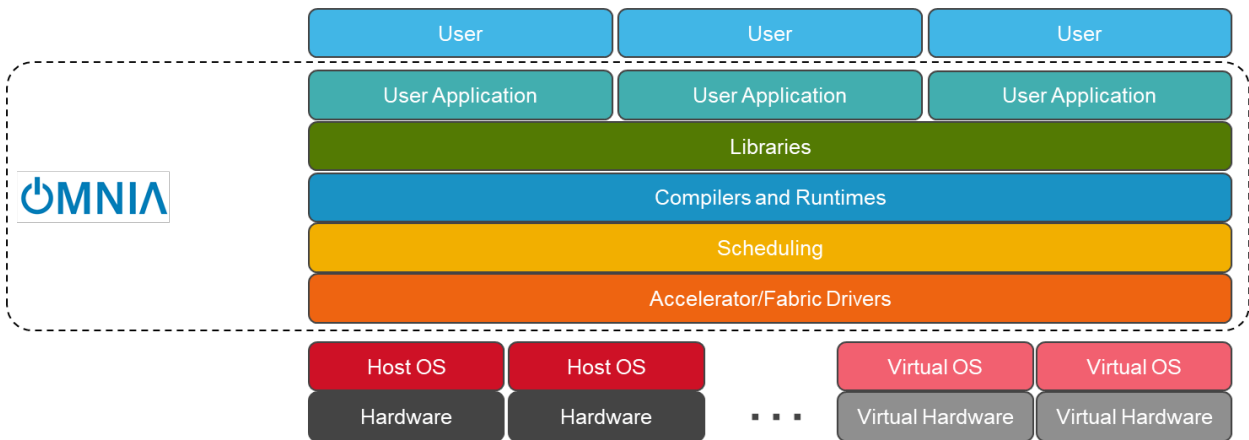 User User User
User Application User Application User Application
Libraries
OMNIA
Compilers and Runtimes
Scheduling
Accelerator/Fabric Drivers
Host OS Host OS Virtual OS Virtual OS
Hardware Hardware ... Virtual Hardware Virtual Hardware